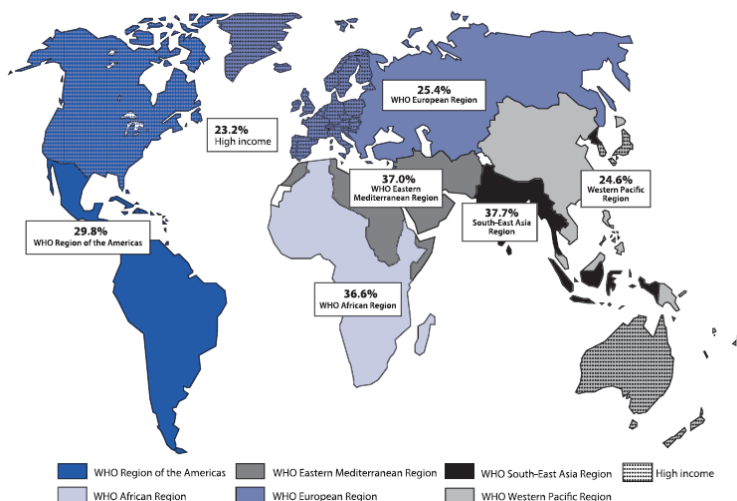 25.4%
WHO European Region
23.2%
High income
37.0%
WHO Eastern
Mediterranean Region
24.6%
Western Pacific
Region
37.7%
South-East Asia
Region
29.8%
WHO Region of the Americas
36.6%
WHO African Region
WHO Region of the Americas
WHO Eastern Mediterranean Region
WHO South-East Asia Region
High income
WHO African Region
WHO European Region
WHO Western Pacific Region